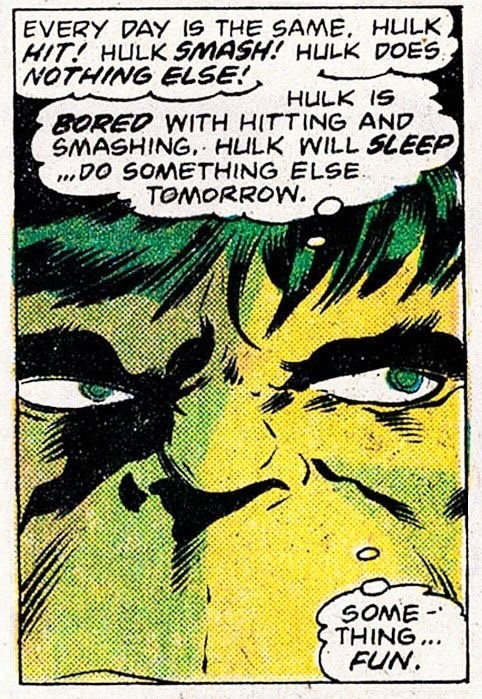 EVERY DAY IS THE SAME. HULK
HIT! HULK SMASH! HULK DOES
NOTHING ELSE!
HULK IS
BORED WITH HITTING AND
SMASHING. HULK WILL SLEEP
...DO SOMETHING ELSE
TOMORROW.
SOME-
THING...
FUN.